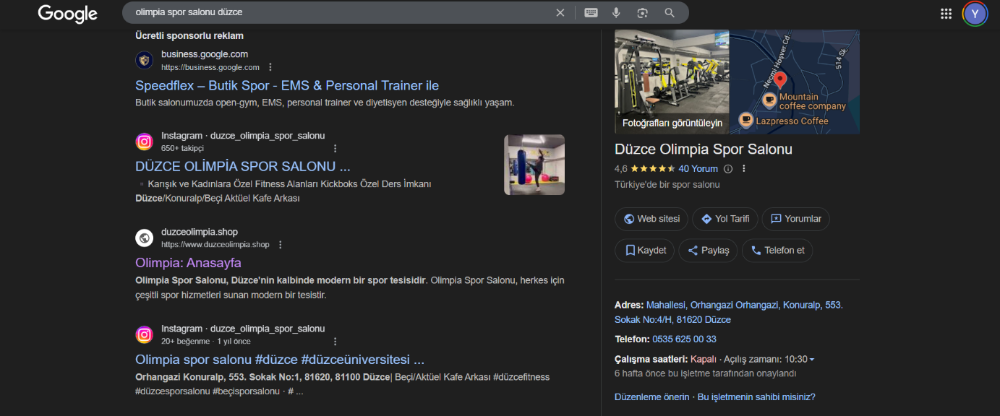 Google
olimpia spor salonu düzce
Y
Ücretli sponsorlu reklam
business.google.com
https://business.google.com
Speedflex – Butik Spor - EMS & Personal Trainer ile
Butik salonumuzda open-gym, EMS, personal trainer ve diyetisyen desteğiyle sağlıklı yaşam.
Instagram · duzce_olimpia_spor_salonu
650+ takipçi
DÜZCE OLİMPİA SPOR SALONU ...
▫ Karışık ve Kadınlara Özel Fitness Alanları Kickboks Özel Ders İmkanı
Düzce/Konuralp/Beçi Aktüel Kafe Arkası
duzceolimpia.shop
https://www.duzceolimpia.shop
Olimpia: Anasayfa
Olimpia Spor Salonu, Düzce'nin kalbinde modern bir spor tesisidir. Olimpia Spor Salonu, herkes için
çeşitli spor hizmetleri sunan modern bir tesistir.
Instagram · duzce_olimpia_spor_salonu
20+ beğenme · 1 yıl önce
Olimpia spor salonu #düzce #düzceüniversitesi ...
Orhangazi Konuralp, 553. Sokak No:1, 81620, 81100 Düzce| Beçi/Aktüel Kafe Arkası #düzcefitness
#düzcesporsalonu #beçisporsalonu · # ...
Fotoğrafları görüntüleyin
Necmi Hoşver Cd.
514 Sk.
Mountain
coffee company
Lazpresso Coffee
Düzce Olimpia Spor Salonu
4,6 40 Yorum
Türkiye'de bir spor salonu
Web sitesi Yol Tarifi Yorumlar
Kaydet Paylaş Telefon et
Adres: Mahallesi, Orhangazi Orhangazi, Konuralp, 553.
Sokak No:4/H, 81620 Düzce
Telefon: 0535 625 00 33
Çalışma saatleri: Kapalı · Açılış zamanı: 10:30
6 hafta önce bu işletme tarafından onaylandı
Düzenleme önerin · Bu işletmenin sahibi misiniz?